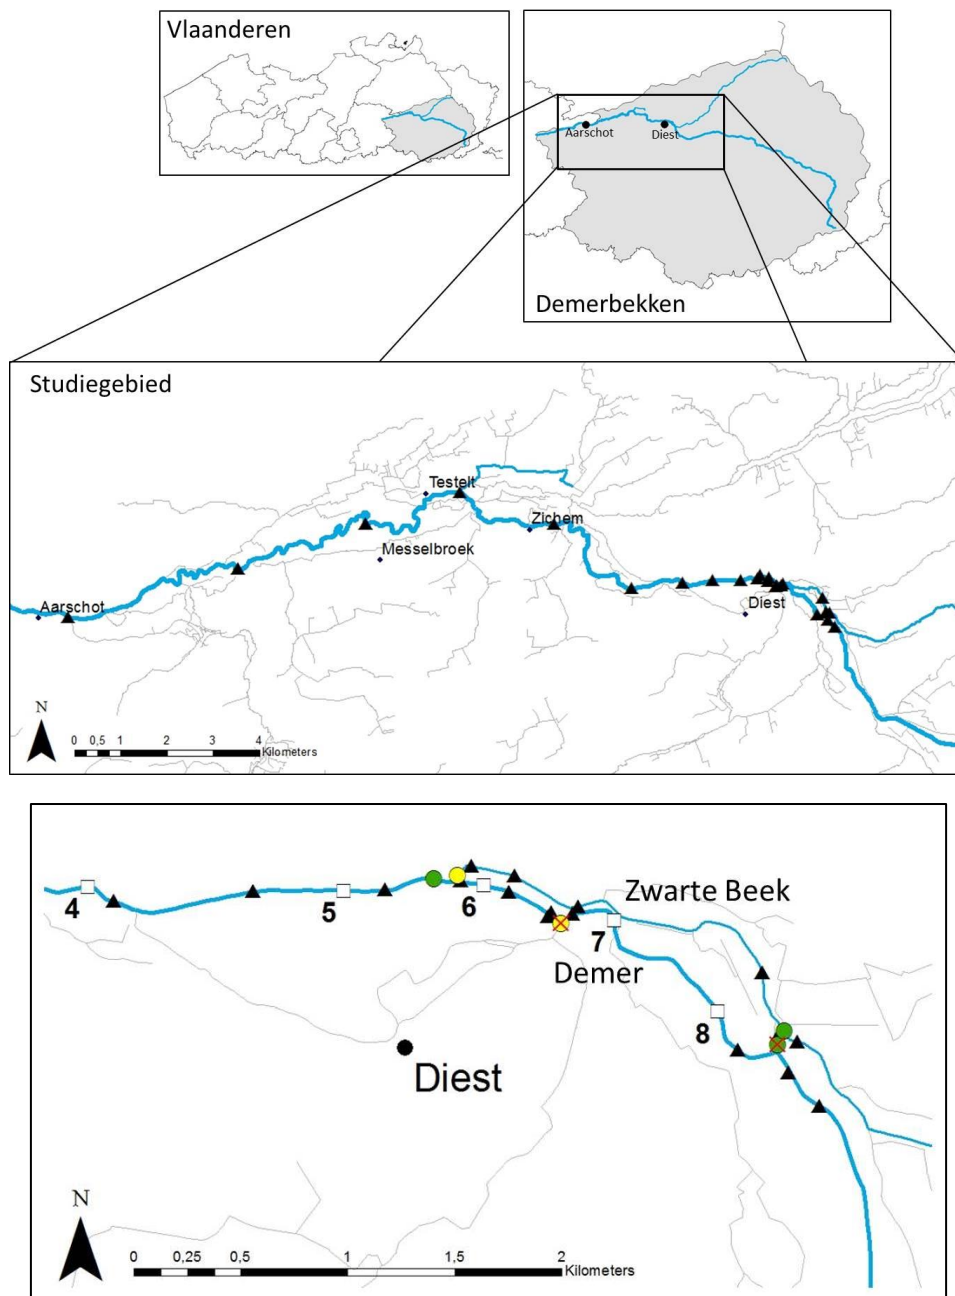 Vlaanderen
Aarschot
Diest
Demerbekken
Studiegebied
Testelt
Zichem
Messelbroek
Diest
Aarschot
N
0 0,5 1 2 3 4
Kilometers
Zwarte Beek
4
5
6
7
Demer
8
Diest
N
0 0,25 0,5 1 1,5 2
Kilometers